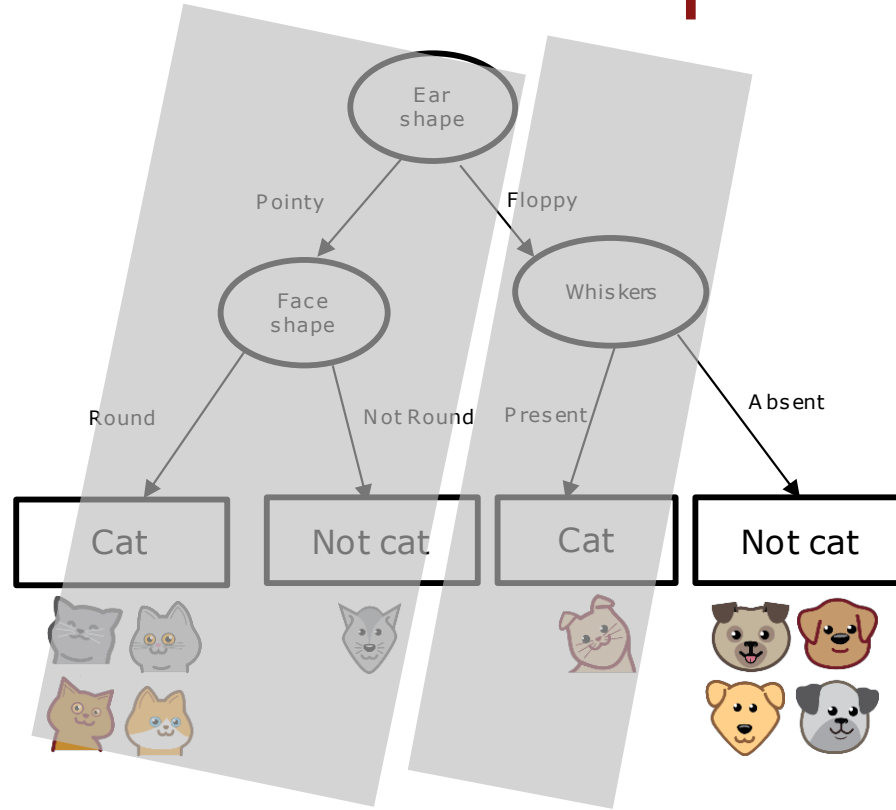 Ear
shape
Pointy
Floppy
Face
shape
Whiskers
Round
Not Round
Present
Absent
Cat
Not cat
Cat
Not cat